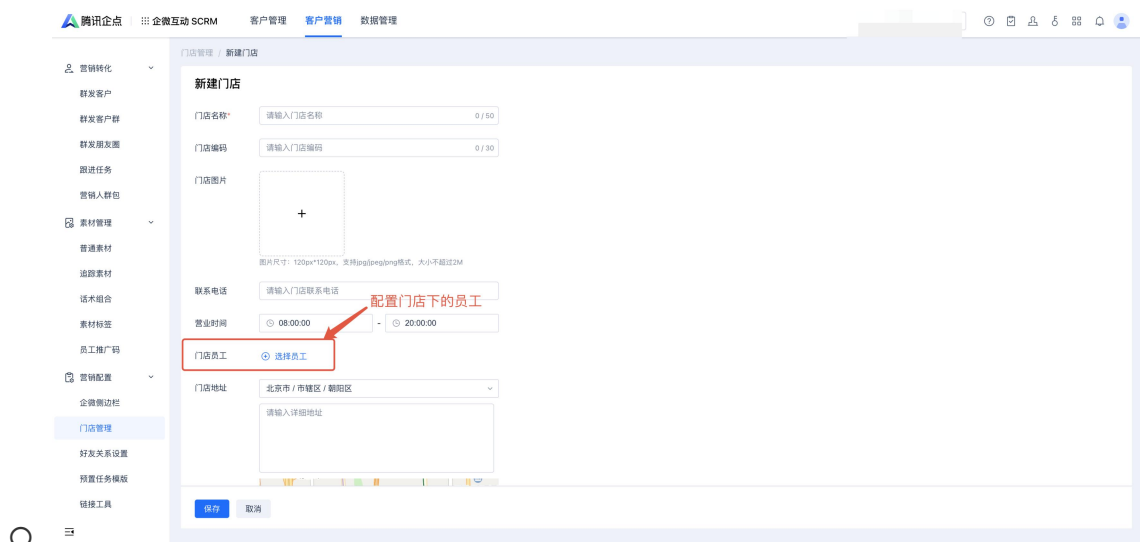 腾讯企点 企微互动 SCRM 客户管理 客户营销 数据管理
门店管理 / 新建门店
营销转化
群发客户
群发客户群
群发朋友圈
跟进任务
营销人群包
素材管理
普通素材
追踪素材
话术组合
素材标签
员工推广码
营销配置
企微侧边栏
门店管理
好友关系设置
预置任务模版
链接工具
新建门店
门店名称* 请输入门店名称 0 / 50
门店编码 请输入门店编码 0 / 30
门店图片
+
图片尺寸：120px*120px，支持jpg/jpeg/png格式，大小不超过2M
联系电话 请输入门店联系电话
配置门店下的员工
营业时间 08:00:00 - 20:00:00
门店员工 选择员工
门店地址 北京市 / 市辖区 / 朝阳区
请输入详细地址
保存 取消